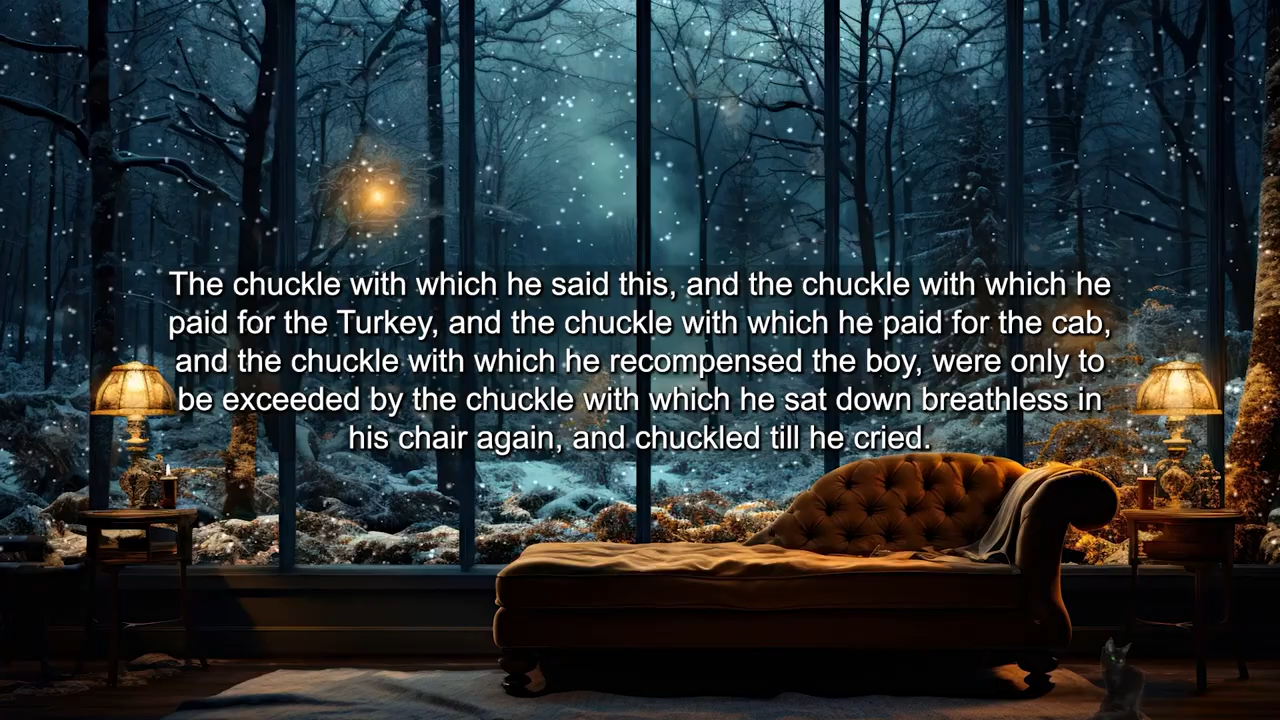 The chuckle with which he said this, and the chuckle with which he
paid for the Turkey, and the chuckle with which he paid for the cab,
and the chuckle with which he recompensed the boy, were only to
be exceeded by the chuckle with which he sat down breathless in
his chair again, and chuckled till he cried.